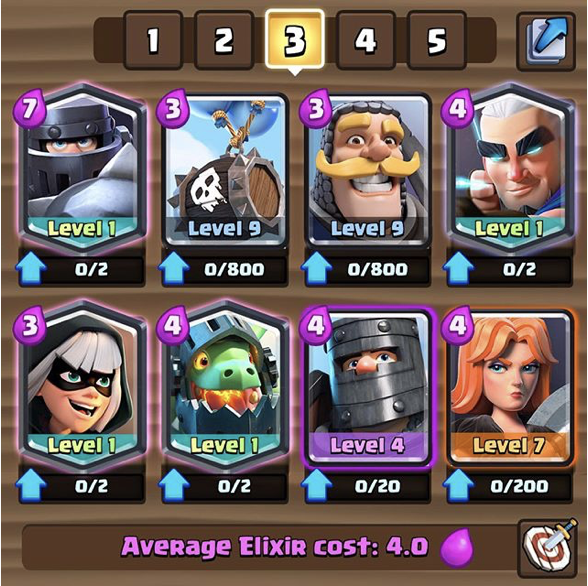 1 2 3 4 5
7 3 3 4
Level 1 Level 9 Level 9 Level 1
0/2 0/800 0/800 0/2
3 4 4 4
Level 1 Level 1 Level 4 Level 7
0/2 0/2 0/20 0/200
Average Elixir cost: 4.0